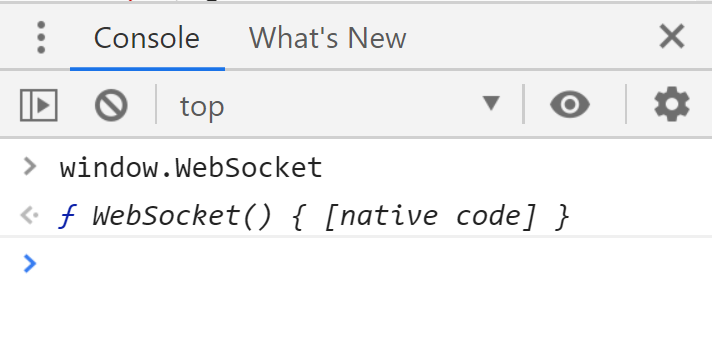 Console What's New
top
window.WebSocket
ƒ WebSocket() { [native code] }